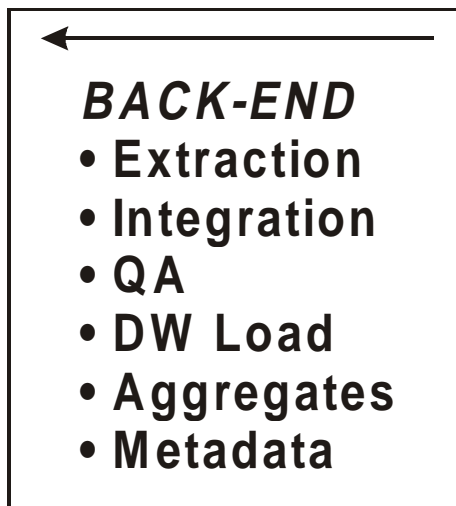 BACK-END
• Extraction
• Integration
• QA
• DW Load
• Aggregates
• Metadata